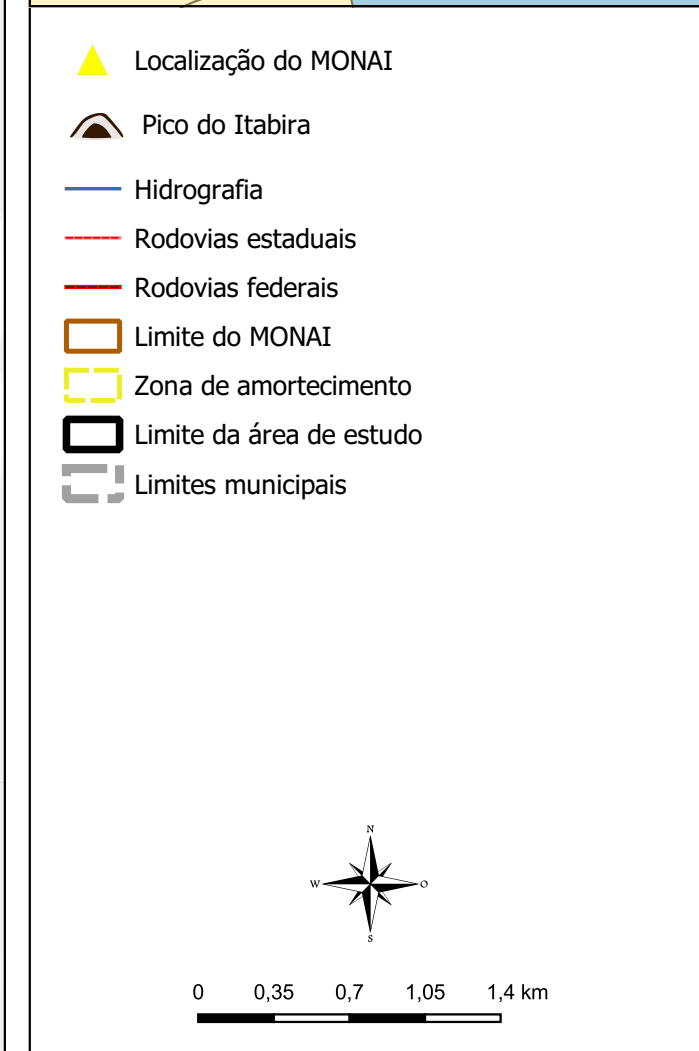 Localização do MONAI
Pico do Itabira
Hidrografia
Rodovias estaduais
Rodovias federais
Limite do MONAI
Zona de amortecimento
Limite da área de estudo
Limites municipais
N
W O
S
0 0,35 0,7 1,05 1,4 km